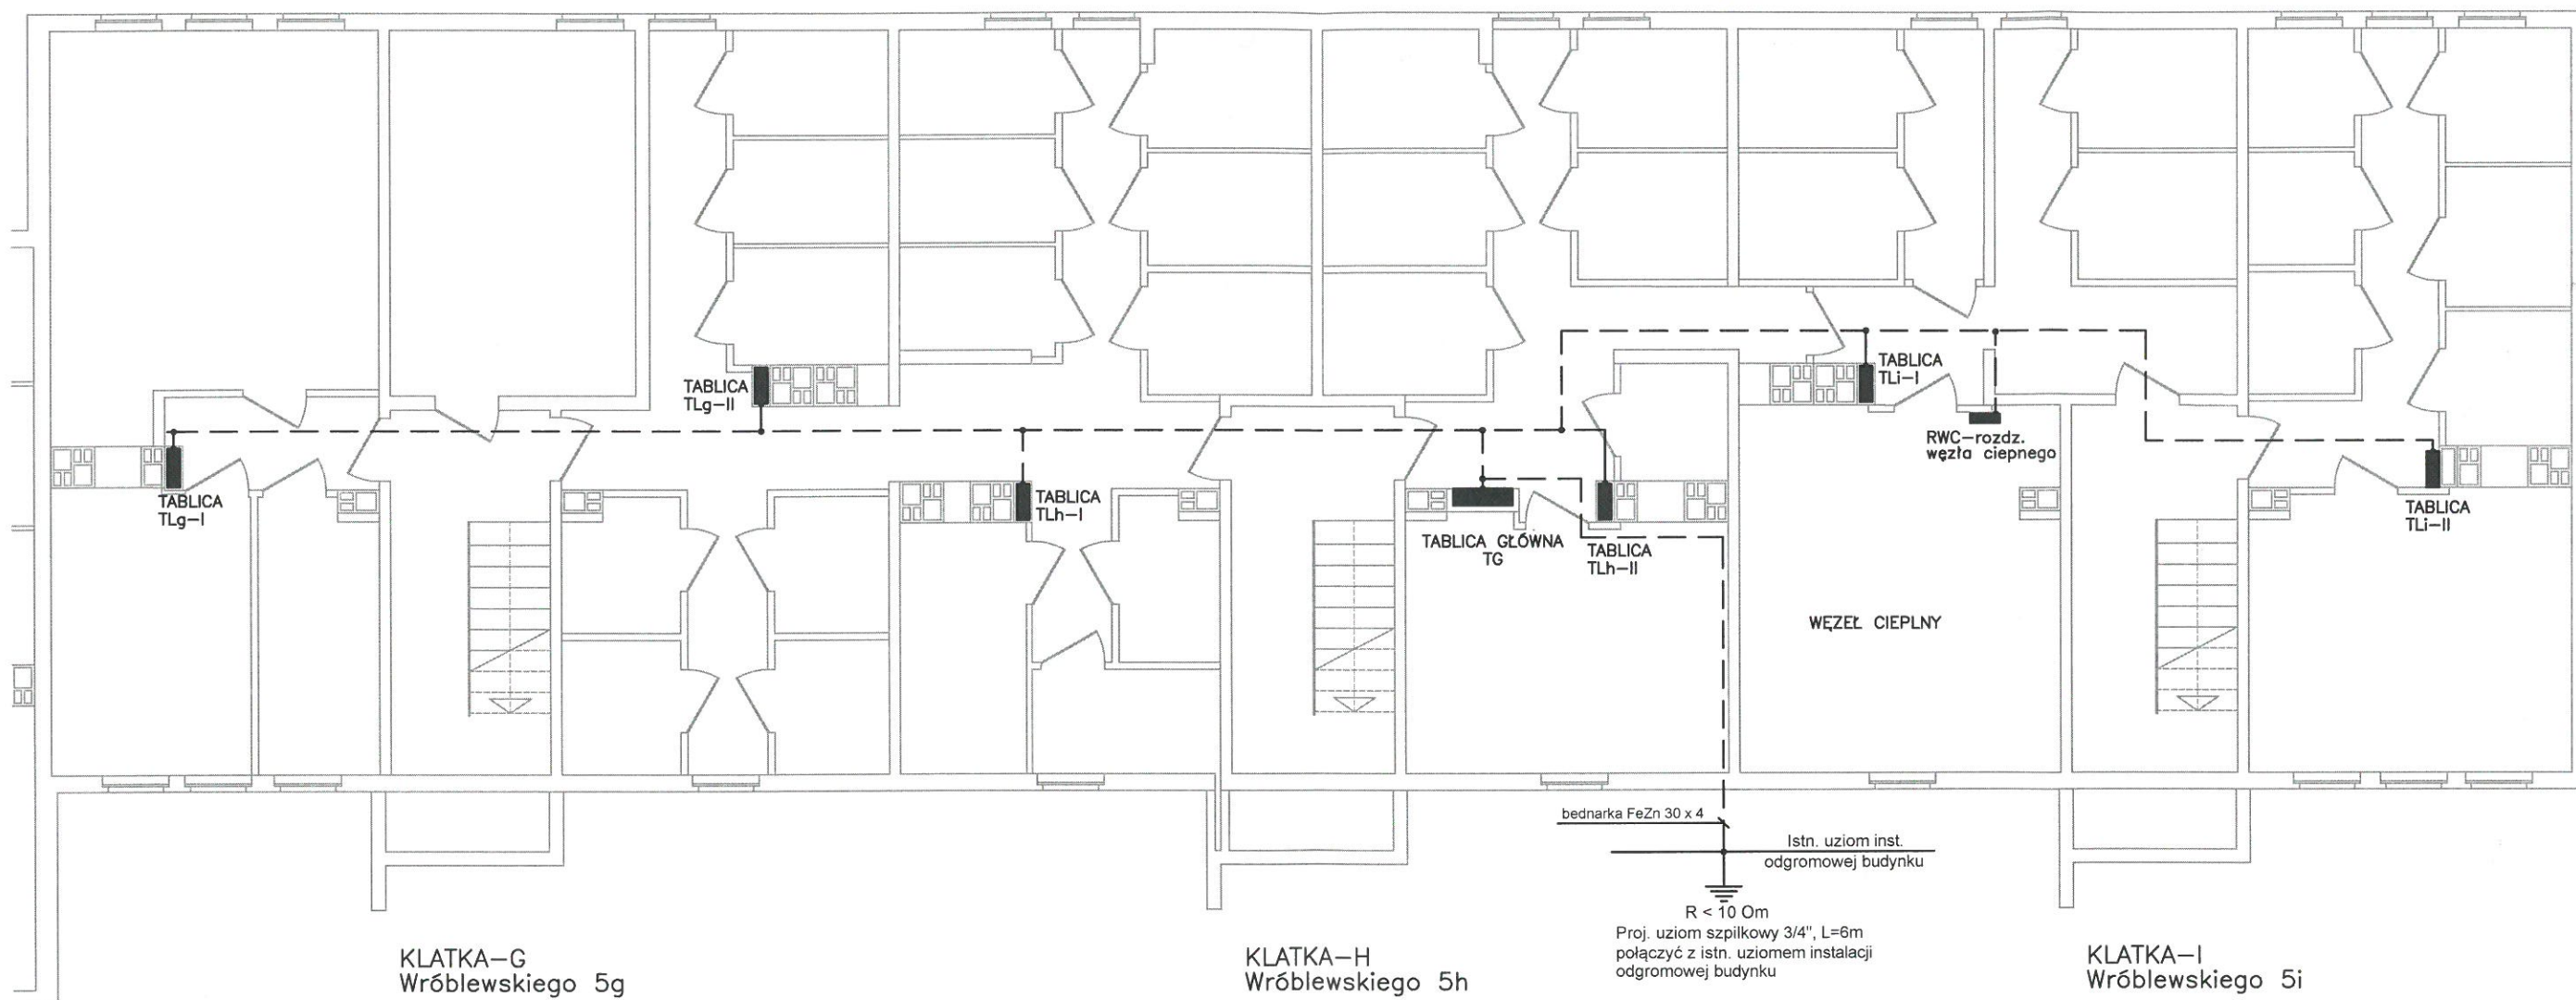 TABLICA
TLg-II
TABLICA
TLi-I
RWC-rozdz.
węzła ciepnego
TABLICA
TLg-I
TABLICA
TLh-I
TABLICA GŁÓWNA
TG
TABLICA
TLh-II
TABLICA
TLi-II
WĘZEŁ CIEPLNY
bednarka FeZn 30 x 4
Istn. uziom inst.
odgromowej budynku
R < 10 Om
Proj. uziom szpilkowy 3/4", L=6m
połączyć z istn. uziomem instalacji
odgromowej budynku
KLATKA-G
Wróblewskiego 5g
KLATKA-H
Wróblewskiego 5h
KLATKA-I
Wróblewskiego 5i